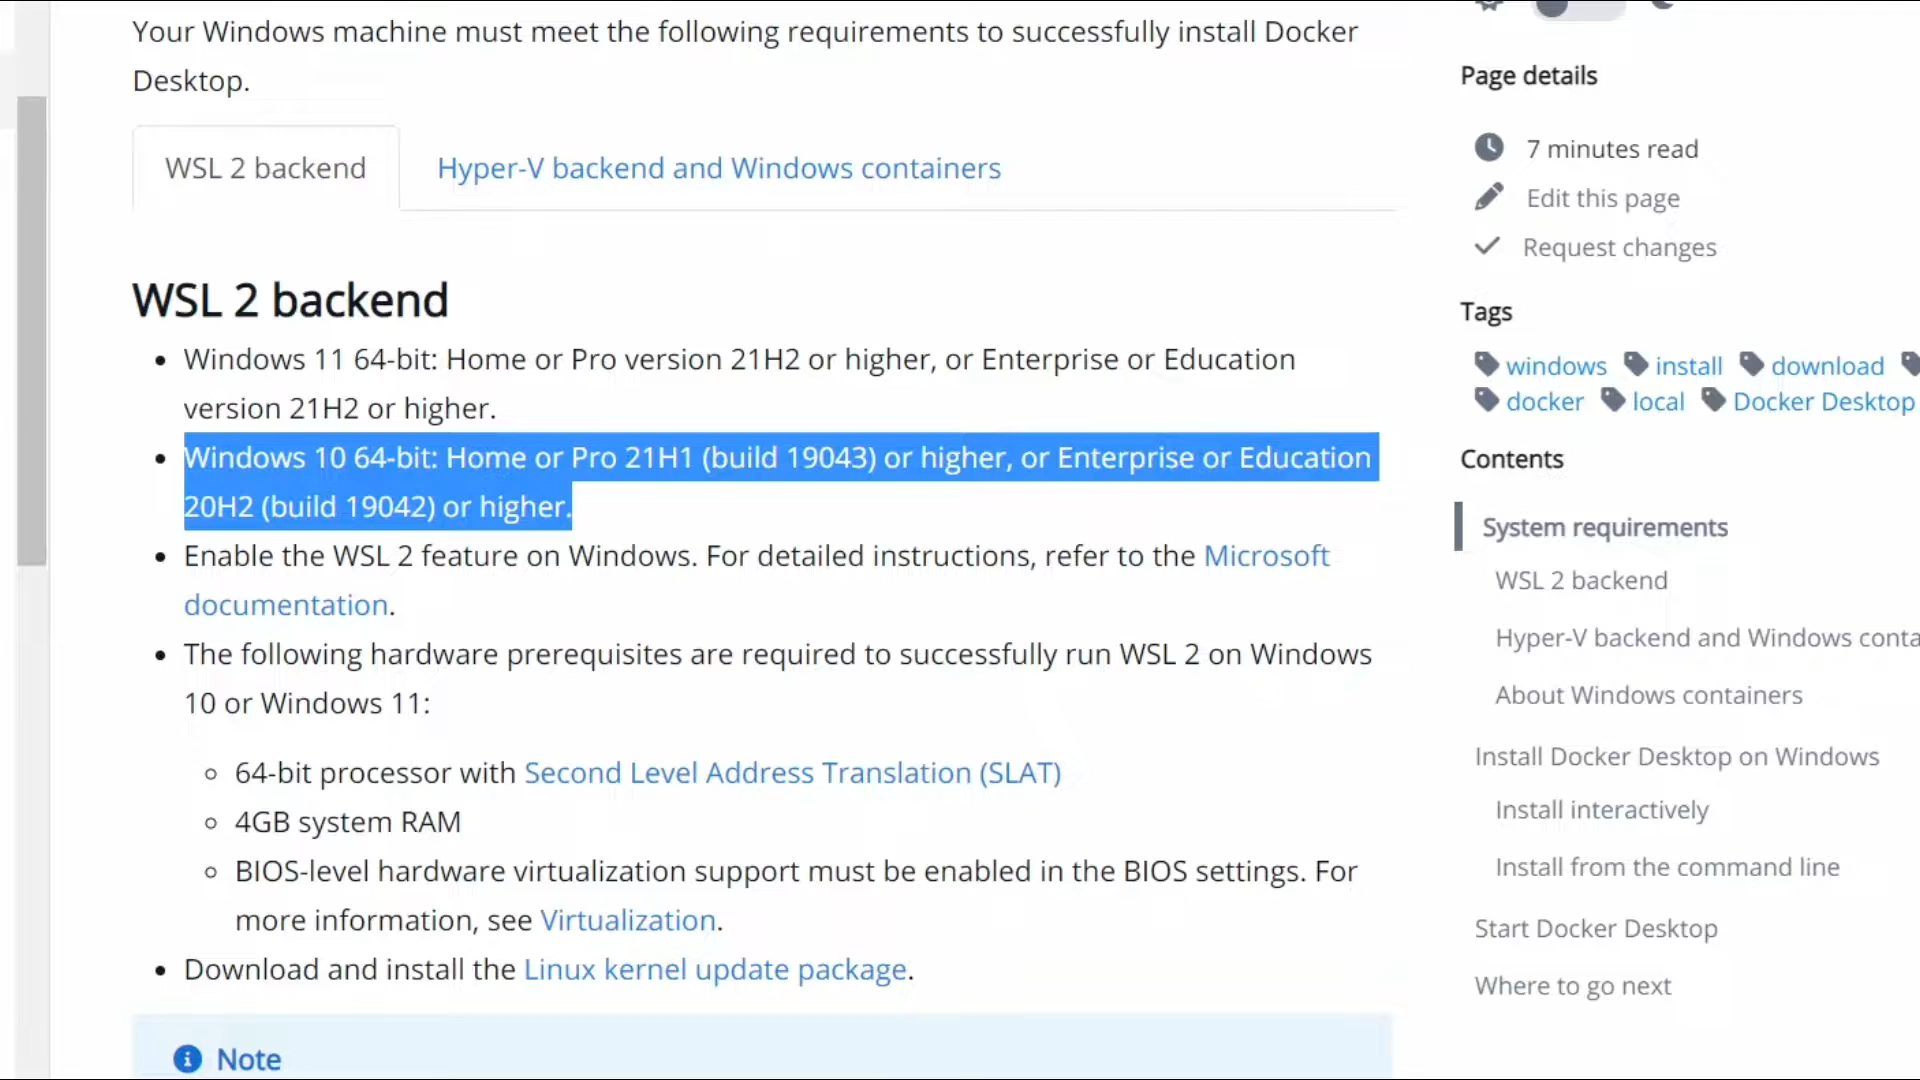 Your Windows machine must meet the following requirements to successfully install Docker
Desktop.
WSL 2 backend
Hyper-V backend and Windows containers
WSL 2 backend
Windows 11 64-bit: Home or Pro version 21H2 or higher, or Enterprise or Education
version 21H2 or higher.
Windows 10 64-bit: Home or Pro 21H1 (build 19043) or higher, or Enterprise or Education
20H2 (build 19042) or higher.
Enable the WSL 2 feature on Windows. For detailed instructions, refer to the Microsoft
documentation.
The following hardware prerequisites are required to successfully run WSL 2 on Windows
10 or Windows 11:
64-bit processor with Second Level Address Translation (SLAT)
4GB system RAM
BIOS-level hardware virtualization support must be enabled in the BIOS settings. For
more information, see Virtualization.
Download and install the Linux kernel update package.
Note
Page details
7 minutes read
Edit this page
Request changes
Tags
windows install download
docker local Docker Desktop
Contents
System requirements
WSL 2 backend
Hyper-V backend and Windows conta
About Windows containers
Install Docker Desktop on Windows
Install interactively
Install from the command line
Start Docker Desktop
Where to go next